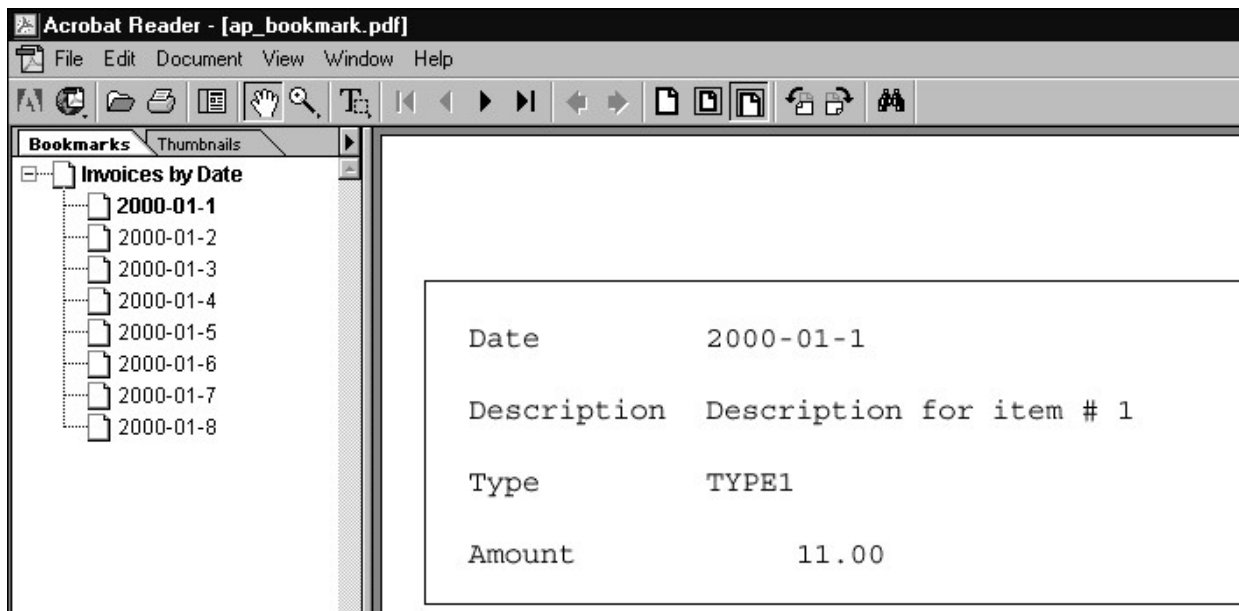 Acrobat Reader - [ap_bookmark.pdf]
File Edit Document View Window Help
Bookmarks Thumbnails
Invoices by Date
2000-01-1
2000-01-2
2000-01-3
2000-01-4
2000-01-5
2000-01-6
2000-01-7
2000-01-8
Date 2000-01-1
Description Description for item # 1
Type TYPE1
Amount 11.00